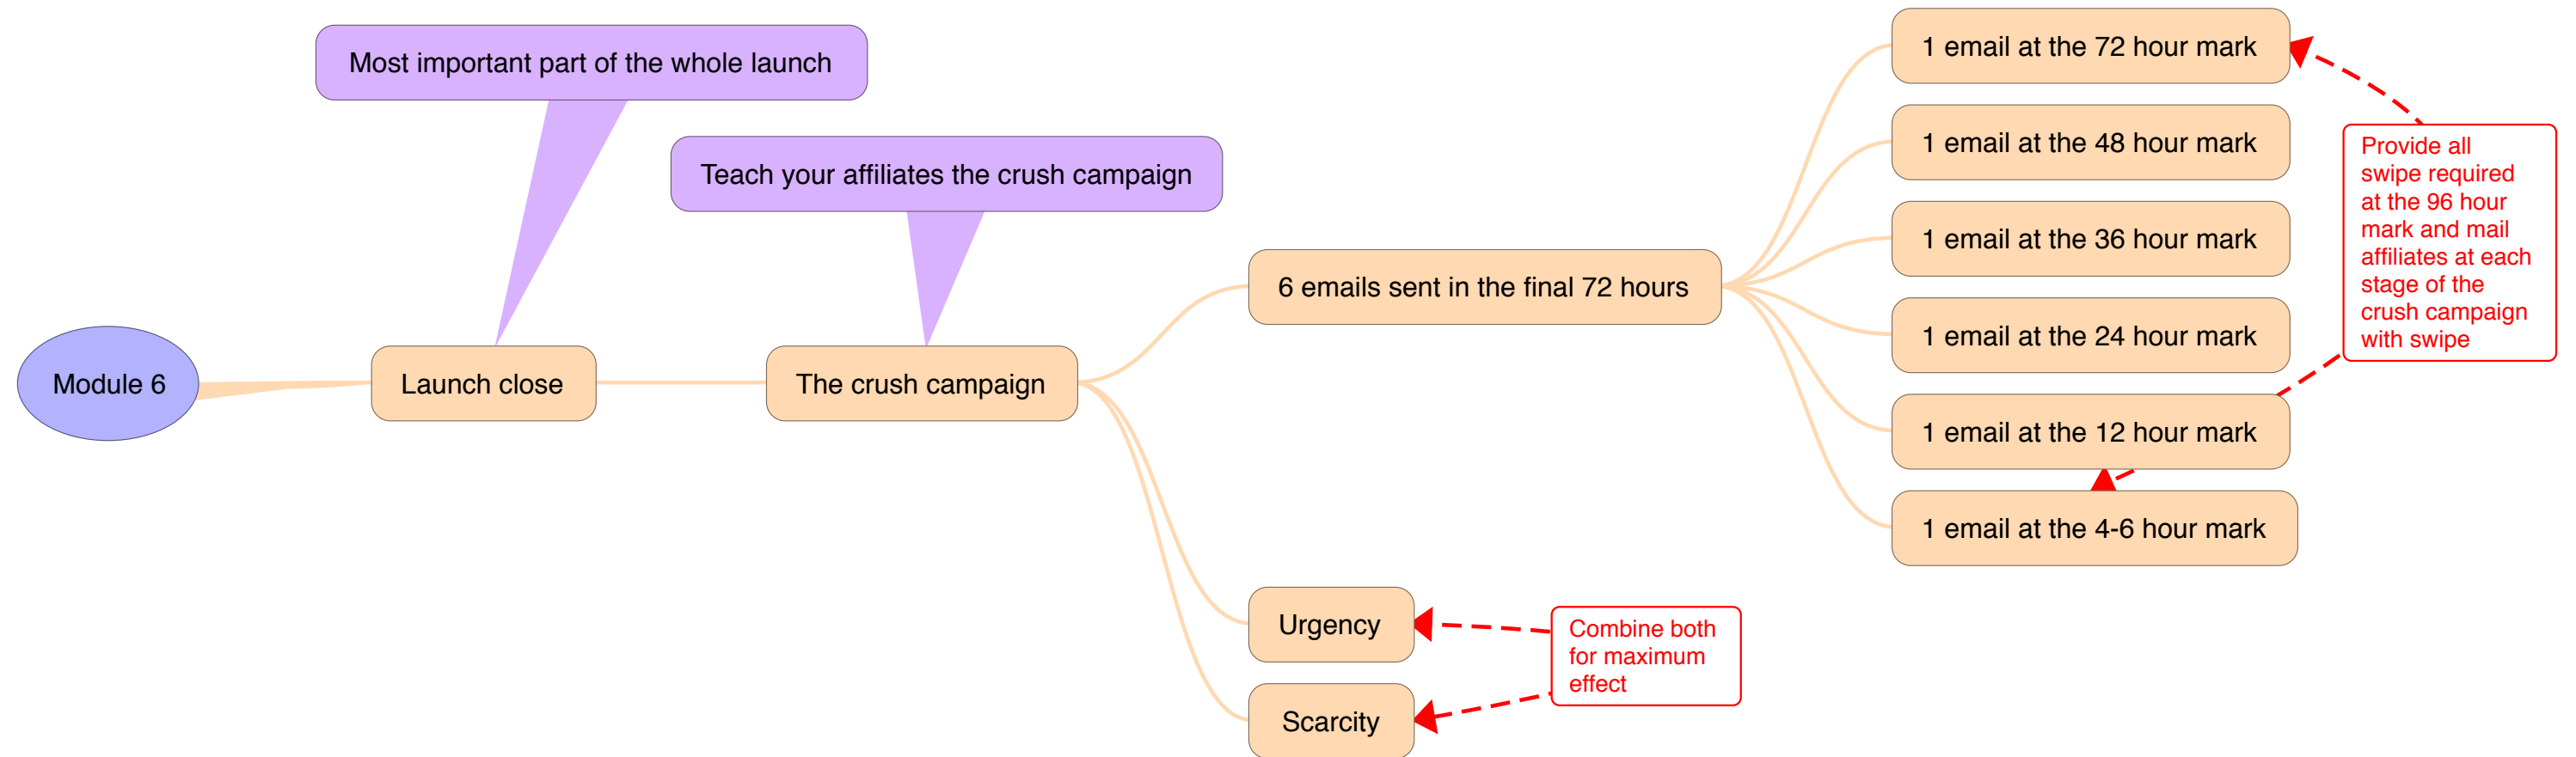 Most important part of the whole launch
Teach your affiliates the crush campaign
Module 6
Launch close
The crush campaign
6 emails sent in the final 72 hours
1 email at the 72 hour mark
1 email at the 48 hour mark
1 email at the 36 hour mark
1 email at the 24 hour mark
1 email at the 12 hour mark
1 email at the 4-6 hour mark
Provide all
swipe required
at the 96 hour
mark and mail
affiliates at each
stage of the
crush campaign
with swipe
Urgency
Scarcity
Combine both
for maximum
effect